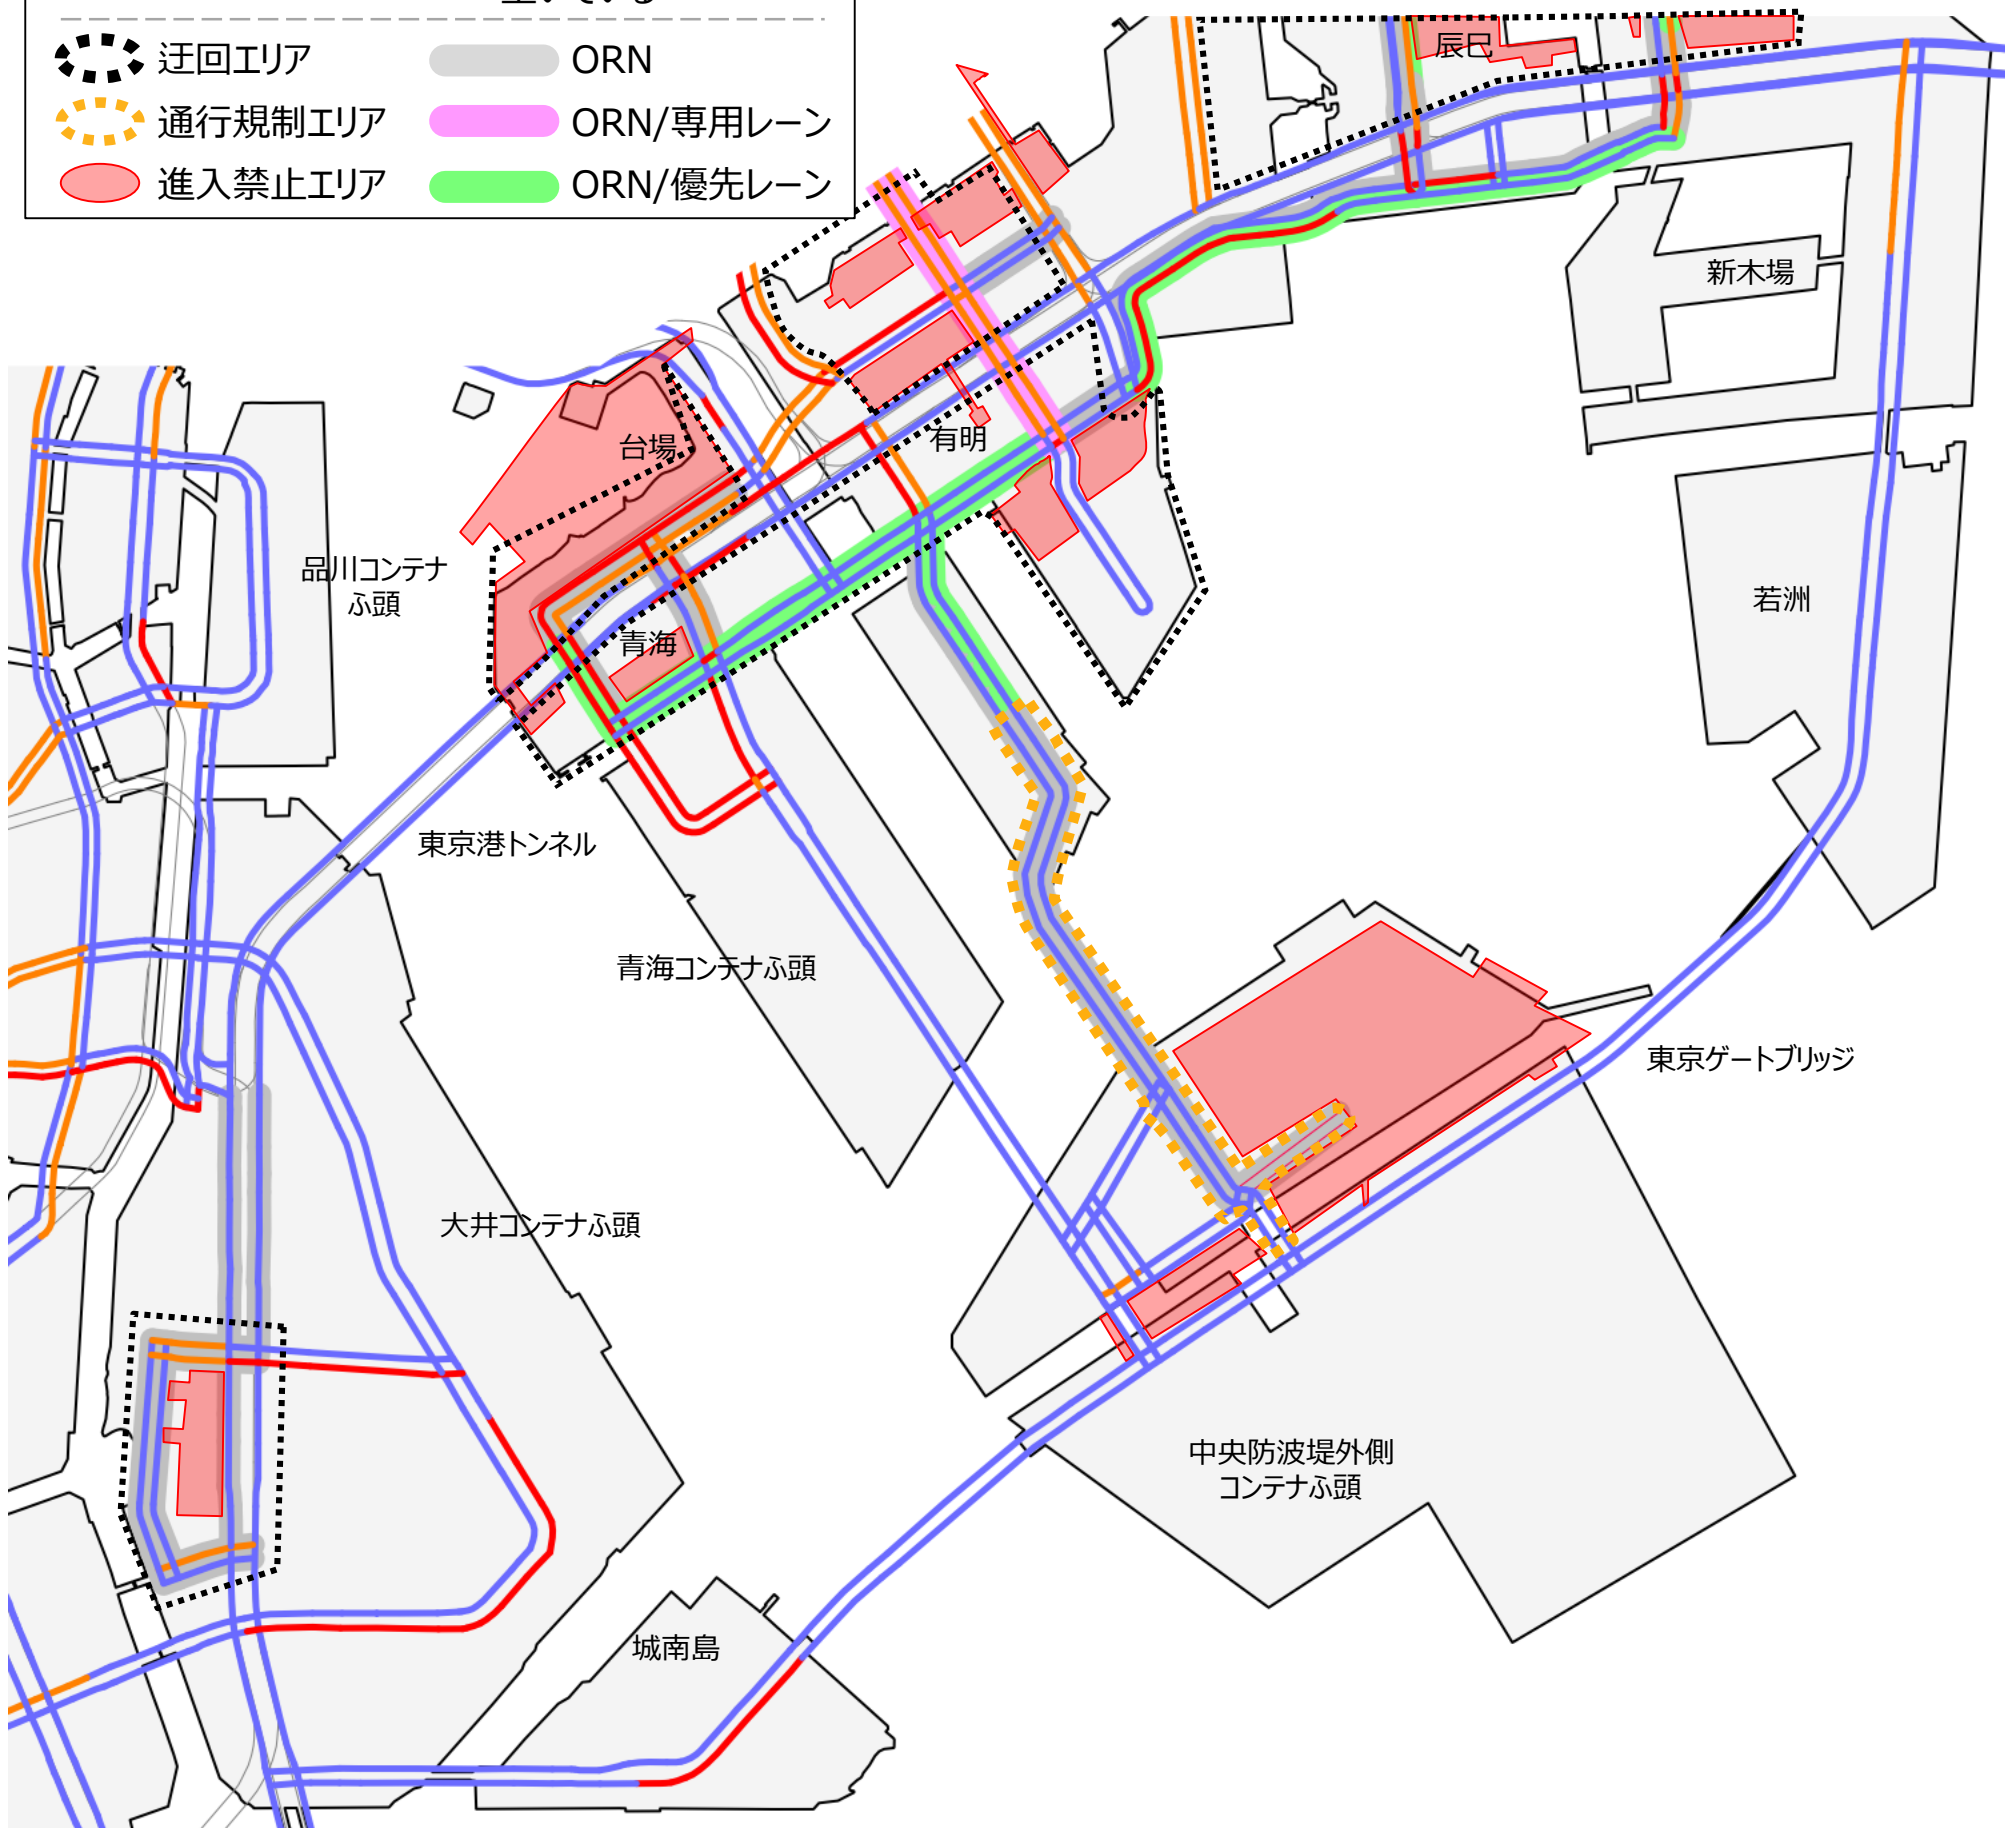 空いている
迂回エリア
ORN
通行規制エリア
ORN/専用レーン
進入禁止エリア
ORN/優先レーン
辰巳
新木場
台場
有明
品川コンテナ
ふ頭
若洲
青海
東京港トンネル
青海コンテナふ頭
東京ゲートブリッジ
大井コンテナふ頭
中央防波堤外側
コンテナふ頭
城南島